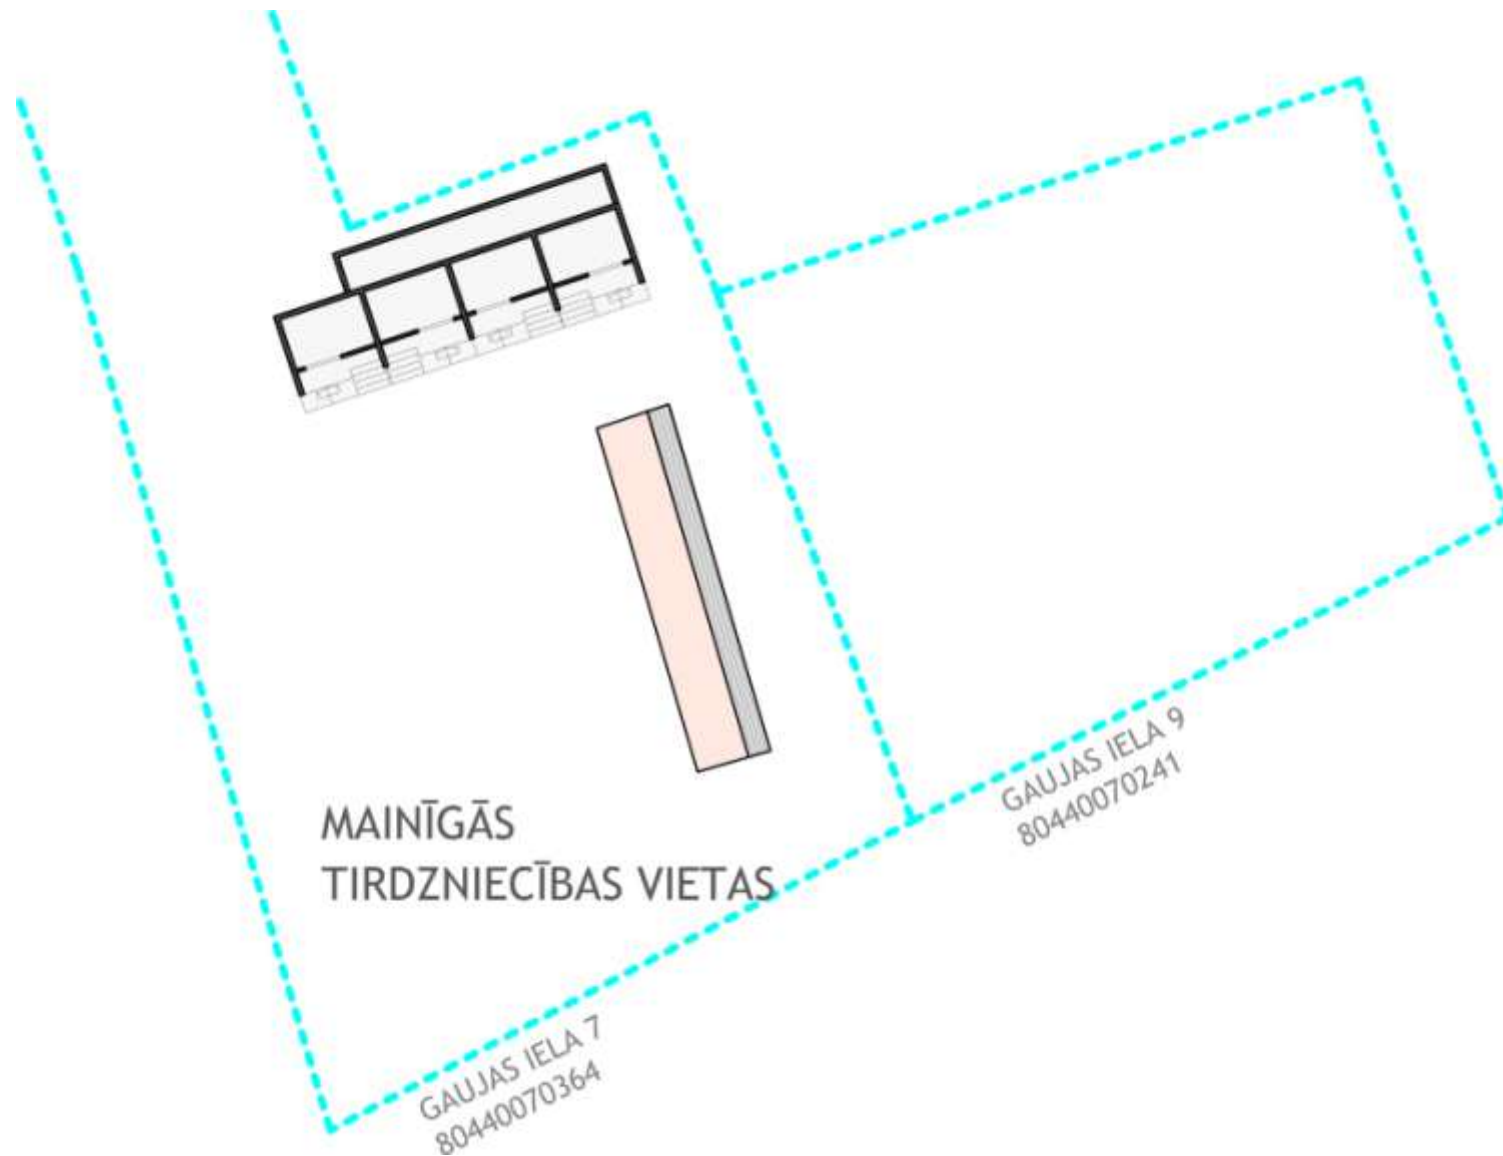 MAINĪGĀS
TIRDZNIECĪBAS VIETAS
GAUJAS IELA 9
80440070241
GAUJAS IELA 7
80440070364